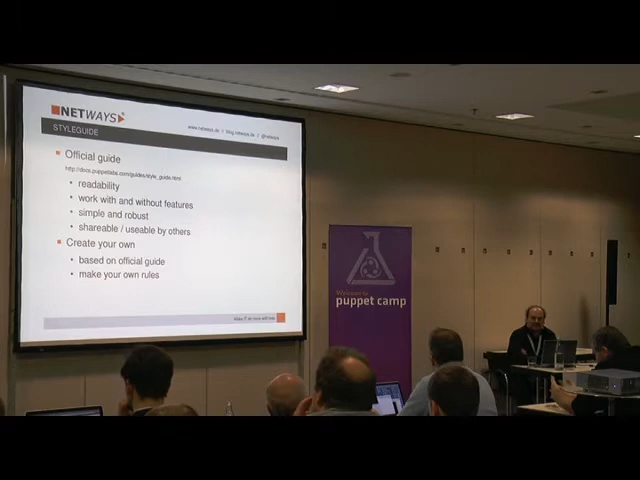 NETWAYS
www.netways.de / blog.netways.de / @netways
STYLEGUIDE
Official guide
http://docs.puppetlabs.com/guides/style_guide.html
readability
work with and without features
simple and robust
shareable / useable by others
Create your own
based on official guide
make your own rules
Welcome to
puppet camp